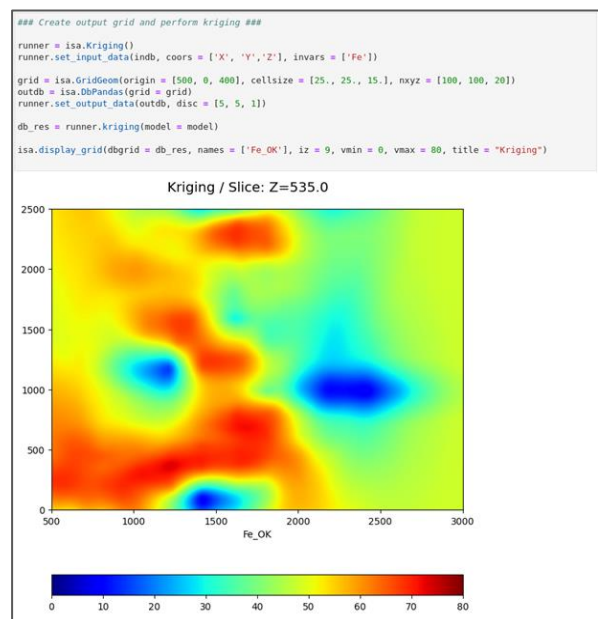 ### Create output grid and perform kriging ###
runner = isa.Kriging()
runner.set_input_data(indb, coors = ['X', 'Y','Z'], invars = ['Fe'])
grid = isa.GridGeom(origin = [500, 0, 400], cellsize = [25., 25., 15.], nxyz = [100, 100, 20])
outdb = isa.DbPandas(grid = grid)
runner.set_output_data(outdb, disc = [5, 5, 1])
db_res = runner.kriging(model = model)
isa.display_grid(dbgrid = db_res, names = ['Fe_OK'], iz = 9, vmin = 0, vmax = 80, title = "Kriging")
Kriging / Slice: Z=535.0
2500
2000
1500
1000
500
0
500 1000 1500 2000 2500 3000
Fe_OK
0 10 20 30 40 50 60 70 80